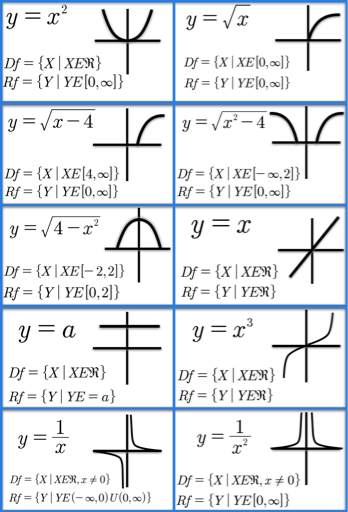 y = x²
Df = {X | XEℜ}
Rf = {Y | YE[0,∞]}
y = √x
Df = {X | XE[0,∞]}
Rf = {Y | YE[0,∞]}
y = √x − 4
Df = {X | XE[4,∞]}
Rf = {Y | YE[0,∞]}
y = √x² − 4
Df = {X | XE[−∞,2]}
Rf = {Y | YE[0,∞]}
y = √4 − x²
Df = {X | XE[−2,2]}
Rf = {Y | YE[0,2]}
y = x
Df = {X | XEℜ}
Rf = {Y | YEℜ}
y = a
Df = {X | XEℜ}
Rf = {Y | YE = a}
y = x³
Df = {X | XEℜ}
Rf = {Y | YEℜ}
y = 1/x
Df = {X | XEℜ, x ≠ 0}
Rf = {Y | YE(−∞,0)U(0,∞)}
y = 1/x²
Df = {X | XEℜ, x ≠ 0}
Rf = {Y | YE[0,∞]}